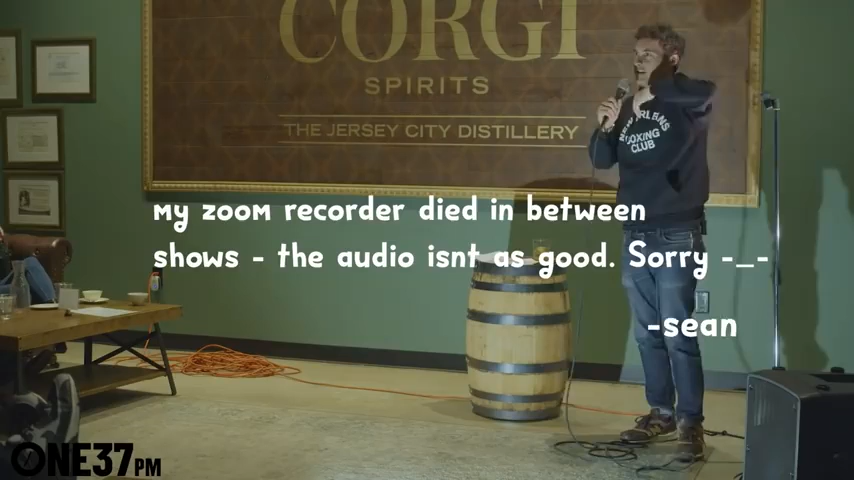 CORGI
SPIRITS
THE JERSEY CITY DISTILLERY
NEW ORLEANS
BOXING
CLUB
My zoom recorder died in between
shows - the audio isnt as good. Sorry -_-
-sean
ONE37PM